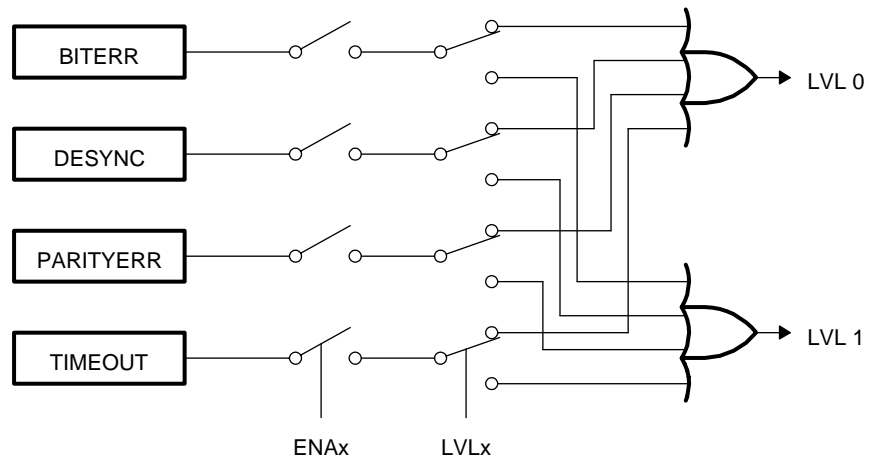 BITERR
LVL 0
DESYNC
PARITYERR
TIMEOUT
LVL 1
ENAx
LVLx